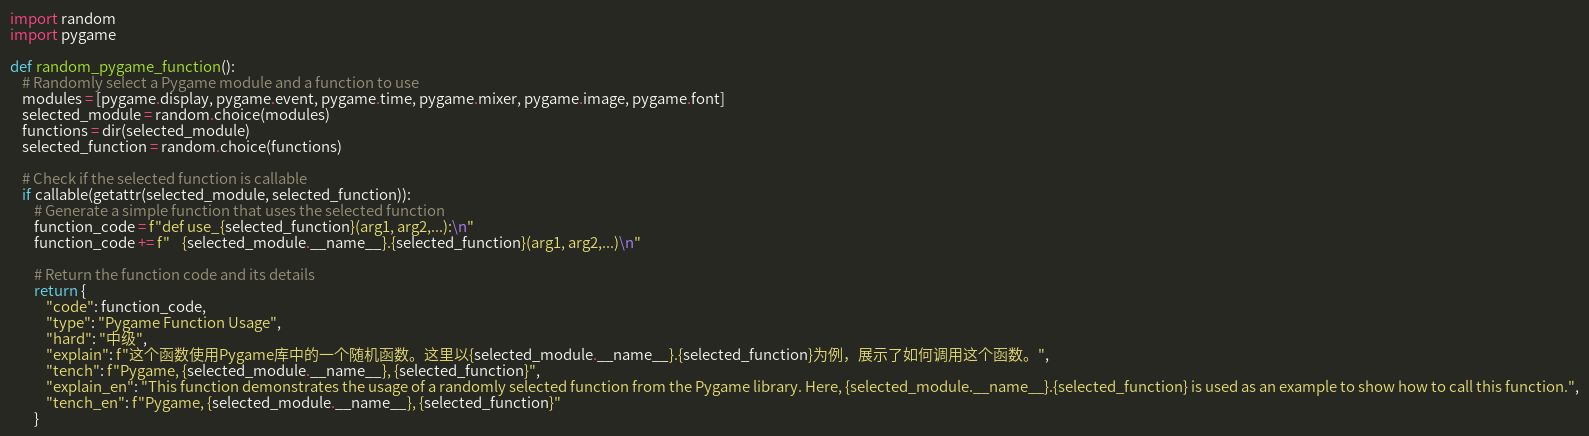 import random
import pygame

def random_pygame_function():
    # Randomly select a Pygame module and a function to use
    modules = [pygame.display, pygame.event, pygame.time, pygame.mixer, pygame.image, pygame.font]
    selected_module = random.choice(modules)
    functions = dir(selected_module)
    selected_function = random.choice(functions)

    # Check if the selected function is callable
    if callable(getattr(selected_module, selected_function)):
        # Generate a simple function that uses the selected function
        function_code = f"def use_{selected_function}(arg1, arg2,...):\n"
        function_code += f"    {selected_module.__name__}.{selected_function}(arg1, arg2,...)\n"

        # Return the function code and its details
        return {
            "code": function_code,
            "type": "Pygame Function Usage",
            "hard": "中级",
            "explain": f"这个函数使用Pygame库中的一个随机函数。这里以{selected_module.__name__}.{selected_function}为例，展示了如何调用这个函数。",
            "tench": f"Pygame, {selected_module.__name__}, {selected_function}",
            "explain_en": "This function demonstrates the usage of a randomly selected function from the Pygame library. Here, {selected_module.__name__}.{selected_function} is used as an example to show how to call this function.",
            "tench_en": f"Pygame, {selected_module.__name__}, {selected_function}"
        }